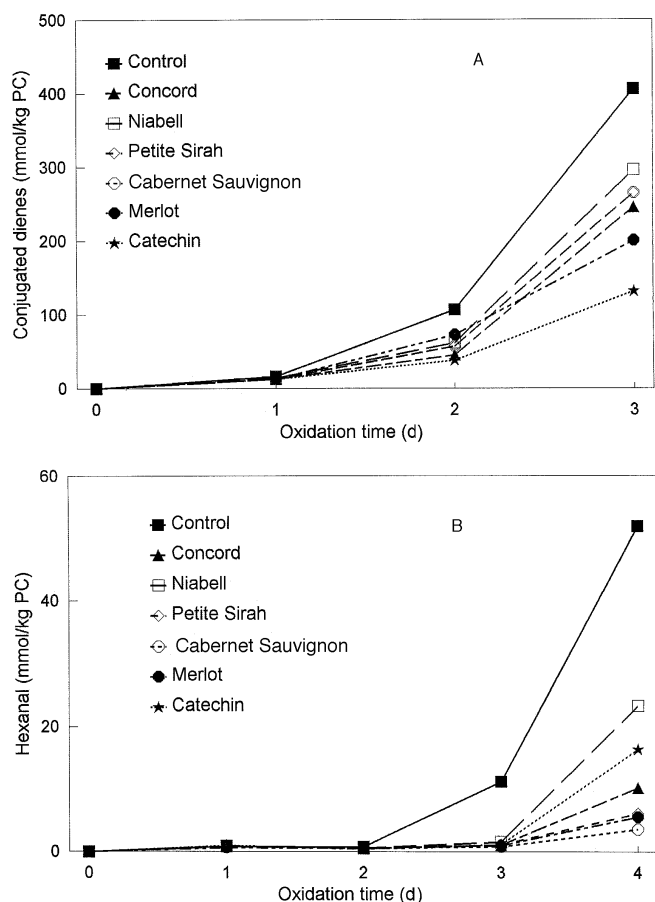 500
400
300
200
100
0
Conjugated dienes (mmol/kg PC)
Control
Concord
Niabell
Petite Sirah
Cabernet Sauvignon
Merlot
Catechin
A
0 1 2 3
Oxidation time (d)
60
40
20
0
Hexanal (mmol/kg PC)
Control
Concord
Niabell
Petite Sirah
Cabernet Sauvignon
Merlot
Catechin
B
0 1 2 3 4
Oxidation time (d)